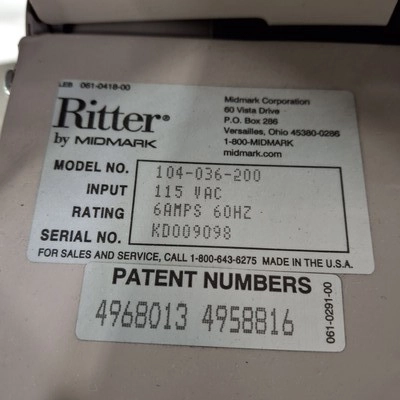 061-0418-00
Ritter®
by MIDMARK
Midmark Corporation
60 Vista Drive
P.O. Box 286
Versailles, Ohio 45380-0286
1-800-MIDMARK
midmark.com
MODEL NO. 104-036-200
INPUT 115 VAC
RATING 6AMPS 60HZ
SERIAL NO. KD009098
FOR SALES AND SERVICE, CALL 1-800-643-6275 MADE IN THE U.S.A.
PATENT NUMBERS
4968013 4958816
061-0291-00